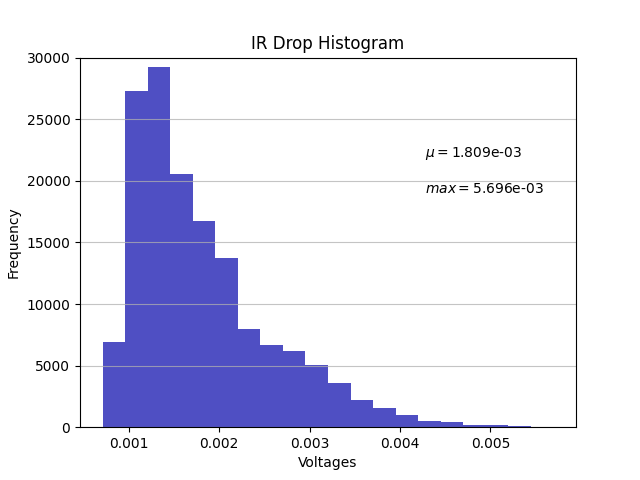 IR Drop Histogram
30000
25000
20000
15000
10000
5000
0
Frequency
μ = 1.809e-03
max = 5.696e-03
0.001 0.002 0.003 0.004 0.005
Voltages